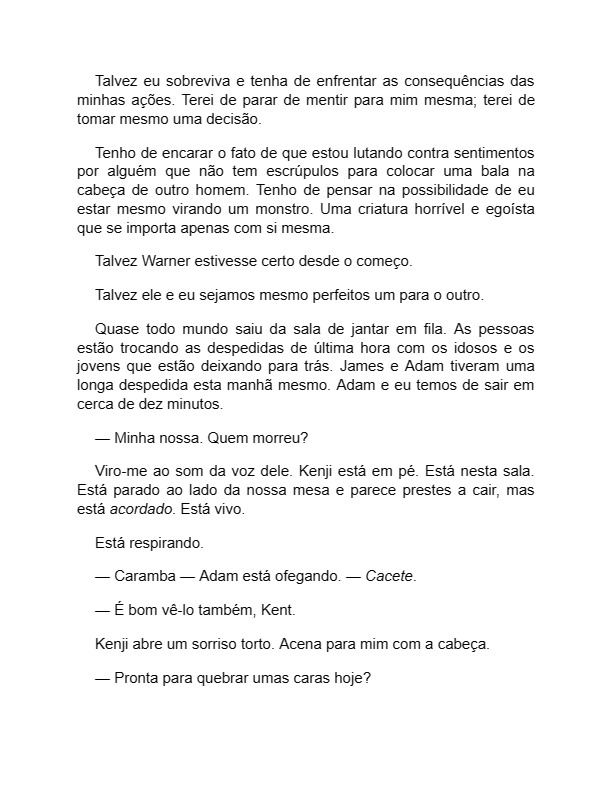 Talvez eu sobreviva e tenha de enfrentar as consequências das
minhas ações. Terei de parar de mentir para mim mesma; terei de
tomar mesmo uma decisão.
Tenho de encarar o fato de que estou lutando contra sentimentos
por alguém que não tem escrúpulos para colocar uma bala na
cabeça de outro homem. Tenho de pensar na possibilidade de eu
estar mesmo virando um monstro. Uma criatura horrível e egoísta
que se importa apenas com si mesma.
Talvez Warner estivesse certo desde o começo.
Talvez ele e eu sejamos mesmo perfeitos um para o outro.
Quase todo mundo saiu da sala de jantar em fila. As pessoas
estão trocando as despedidas de última hora com os idosos e os
jovens que estão deixando para trás. James e Adam tiveram uma
longa despedida esta manhã mesmo. Adam e eu temos de sair em
cerca de dez minutos.
— Minha nossa. Quem morreu?
Viro-me ao som da voz dele. Kenji está em pé. Está nesta sala.
Está parado ao lado da nossa mesa e parece prestes a cair, mas
está acordado. Está vivo.
Está respirando.
— Caramba — Adam está ofegando. — Cacete.
— É bom vê-lo também, Kent.
Kenji abre um sorriso torto. Acena para mim com a cabeça.
— Pronta para quebrar umas caras hoje?